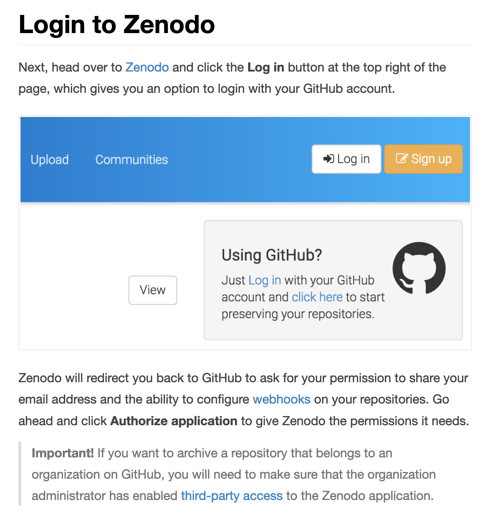 Login to Zenodo
Next, head over to Zenodo and click the Log in button at the top right of the
page, which gives you an option to login with your GitHub account.
Upload Communities Log in Sign up
Using GitHub?
Just Log in with your GitHub
account and click here to start
preserving your repositories.
View
Zenodo will redirect you back to GitHub to ask for your permission to share your
email address and the ability to configure webhooks on your repositories. Go
ahead and click Authorize application to give Zenodo the permissions it needs.
Important! If you want to archive a repository that belongs to an
organization on GitHub, you will need to make sure that the organization
administrator has enabled third-party access to the Zenodo application.